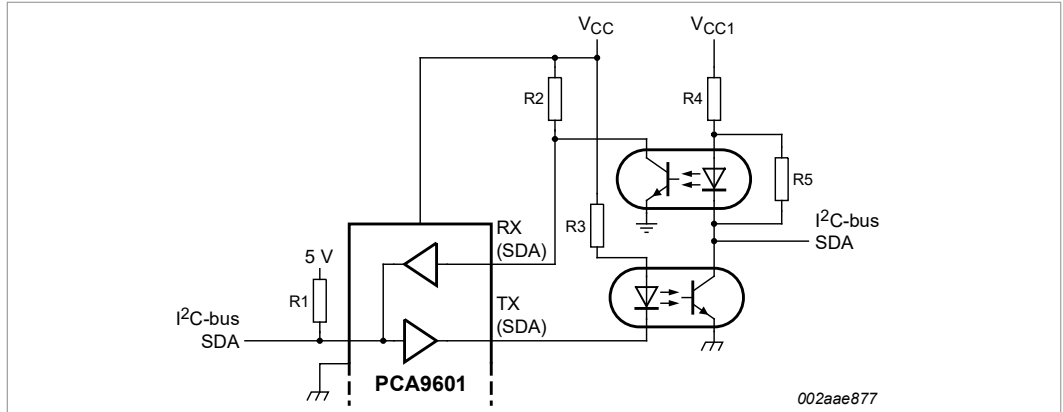 VCC
VCC1
R2
R4
R5
R3
I2C-bus
SDA
RX
(SDA)
5 V
R1
TX
(SDA)
I2C-bus
SDA
PCA9601
002aae877